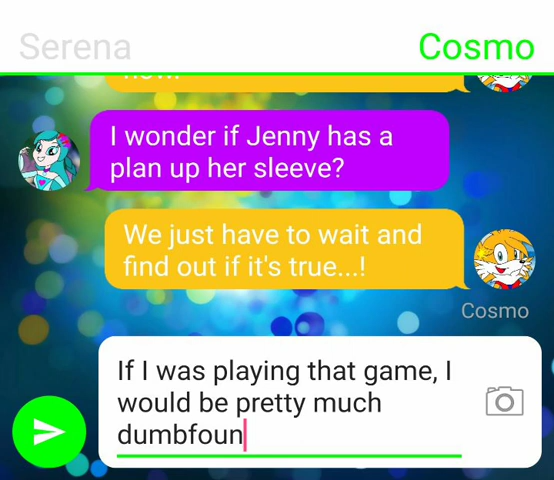 Serena
Cosmo
I wonder if Jenny has a
plan up her sleeve?
We just have to wait and
find out if it's true...!
Cosmo
If I was playing that game, I
would be pretty much
dumbfoun